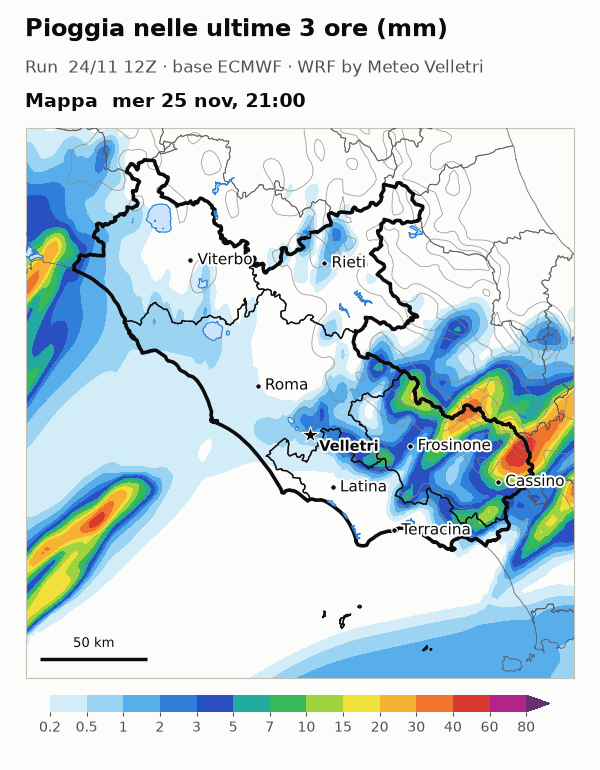 Pioggia nelle ultime 3 ore (mm)
Run  24/11 12Z · base ECMWF · WRF by Meteo Velletri
Mappa  mer 25 nov, 21:00
Viterbo
Rieti
Roma
Velletri
Frosinone
Cassino
Latina
Terracina
50 km
0.2 0.5 1 2 3 5 7 10 15 20 30 40 60 80